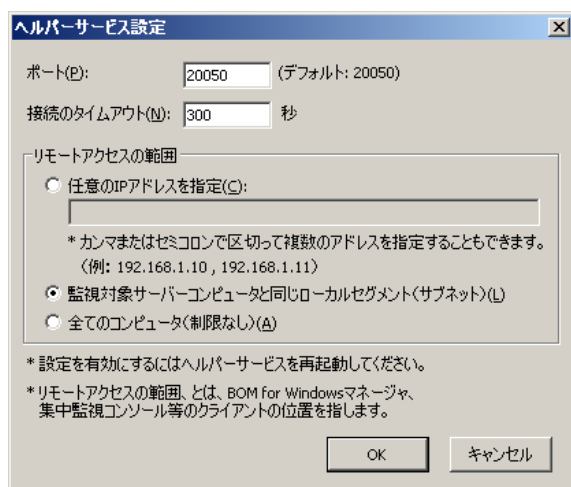 ヘルパーサービス設定
ポート(P): 20050 (デフォルト: 20050)
接続のタイムアウト(N): 300 秒
リモートアクセスの範囲
任意のIPアドレスを指定(C):
* カンマまたはセミコロンで区切って複数のアドレスを指定することもできます。
(例: 192.168.1.10 , 192.168.1.11)
監視対象サーバーコンピュータと同じローカルセグメント(サブネット)(L)
全てのコンピュータ(制限なし)(A)
* 設定を有効にするにはヘルパーサービスを再起動してください。
* リモートアクセスの範囲、とは、BOM for Windowsマネージャ、
集中監視コンソール等のクライアントの位置を指します。
OK キャンセル